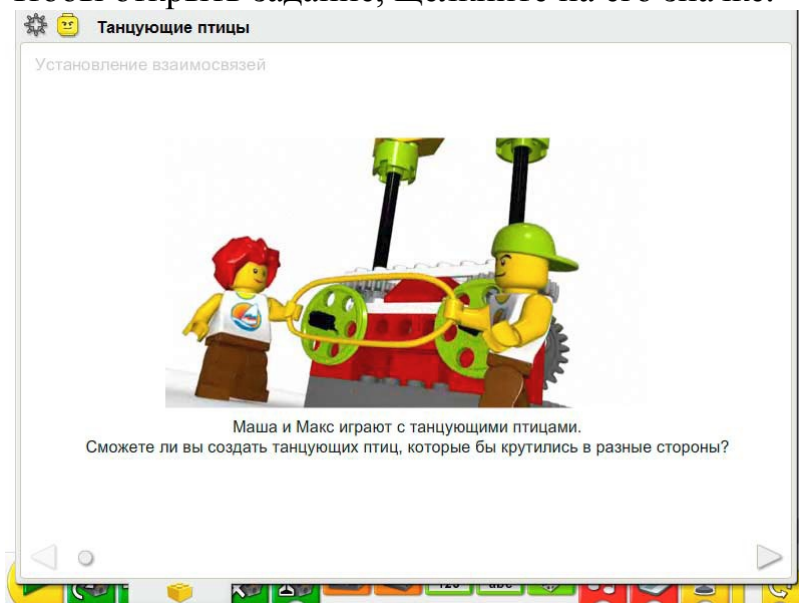 Чтобы открыть задание, щелкните на его значке.
Танцующие птицы
Установление взаимосвязей
Маша и Макс играют с танцующими птицами.
Сможете ли вы создать танцующих птиц, которые бы крутились в разные стороны?